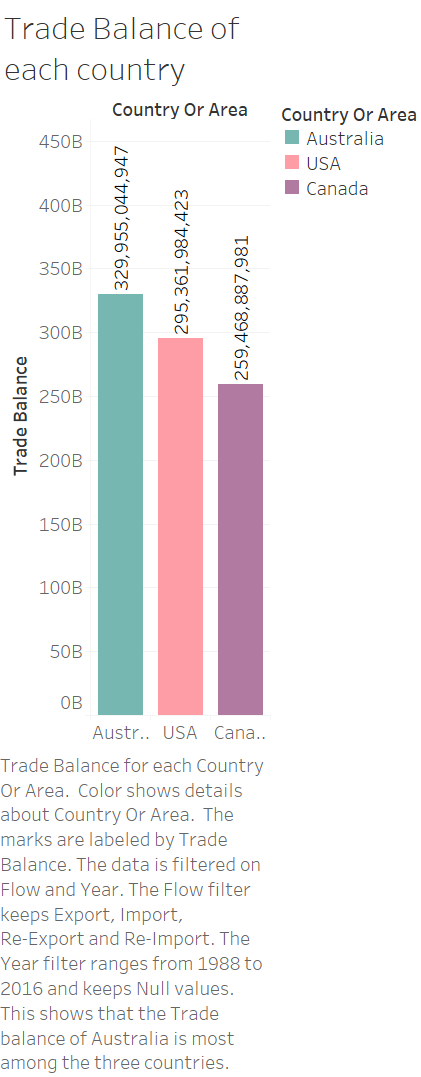 Trade Balance of
each country
Country Or Area
Country Or Area
Australia
USA
Canada
Trade Balance
450B
400B
350B
300B
250B
200B
150B
100B
50B
0B
329,955,044,947
295,361,984,423
259,468,887,981
Austr..
USA
Cana..
Trade Balance for each Country
Or Area.  Color shows details
about Country Or Area.  The
marks are labeled by Trade
Balance. The data is filtered on
Flow and Year. The Flow filter
keeps Export, Import,
Re-Export and Re-Import. The
Year filter ranges from 1988 to
2016 and keeps Null values.
This shows that the Trade
balance of Australia is most
among the three countries.